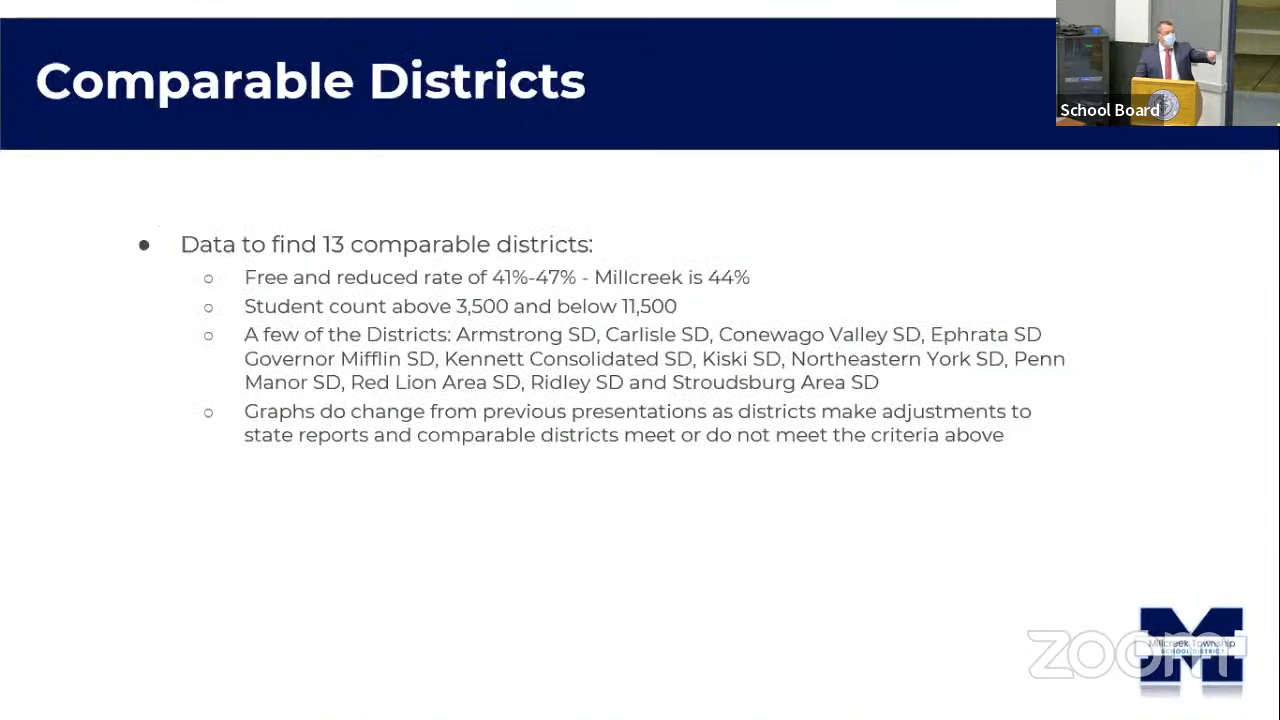 Comparable Districts
School Board
● Data to find 13 comparable districts:
○ Free and reduced rate of 41%-47% - Millcreek is 44%
○ Student count above 3,500 and below 11,500
○ A few of the Districts: Armstrong SD, Carlisle SD, Conewago Valley SD, Ephrata SD
Governor Mifflin SD, Kennett Consolidated SD, Kiski SD, Northeastern York SD, Penn
Manor SD, Red Lion Area SD, Ridley SD and Stroudsburg Area SD
○ Graphs do change from previous presentations as districts make adjustments to
state reports and comparable districts meet or do not meet the criteria above
zoom
M
Millcreek Township
SCHOOL DISTRICT